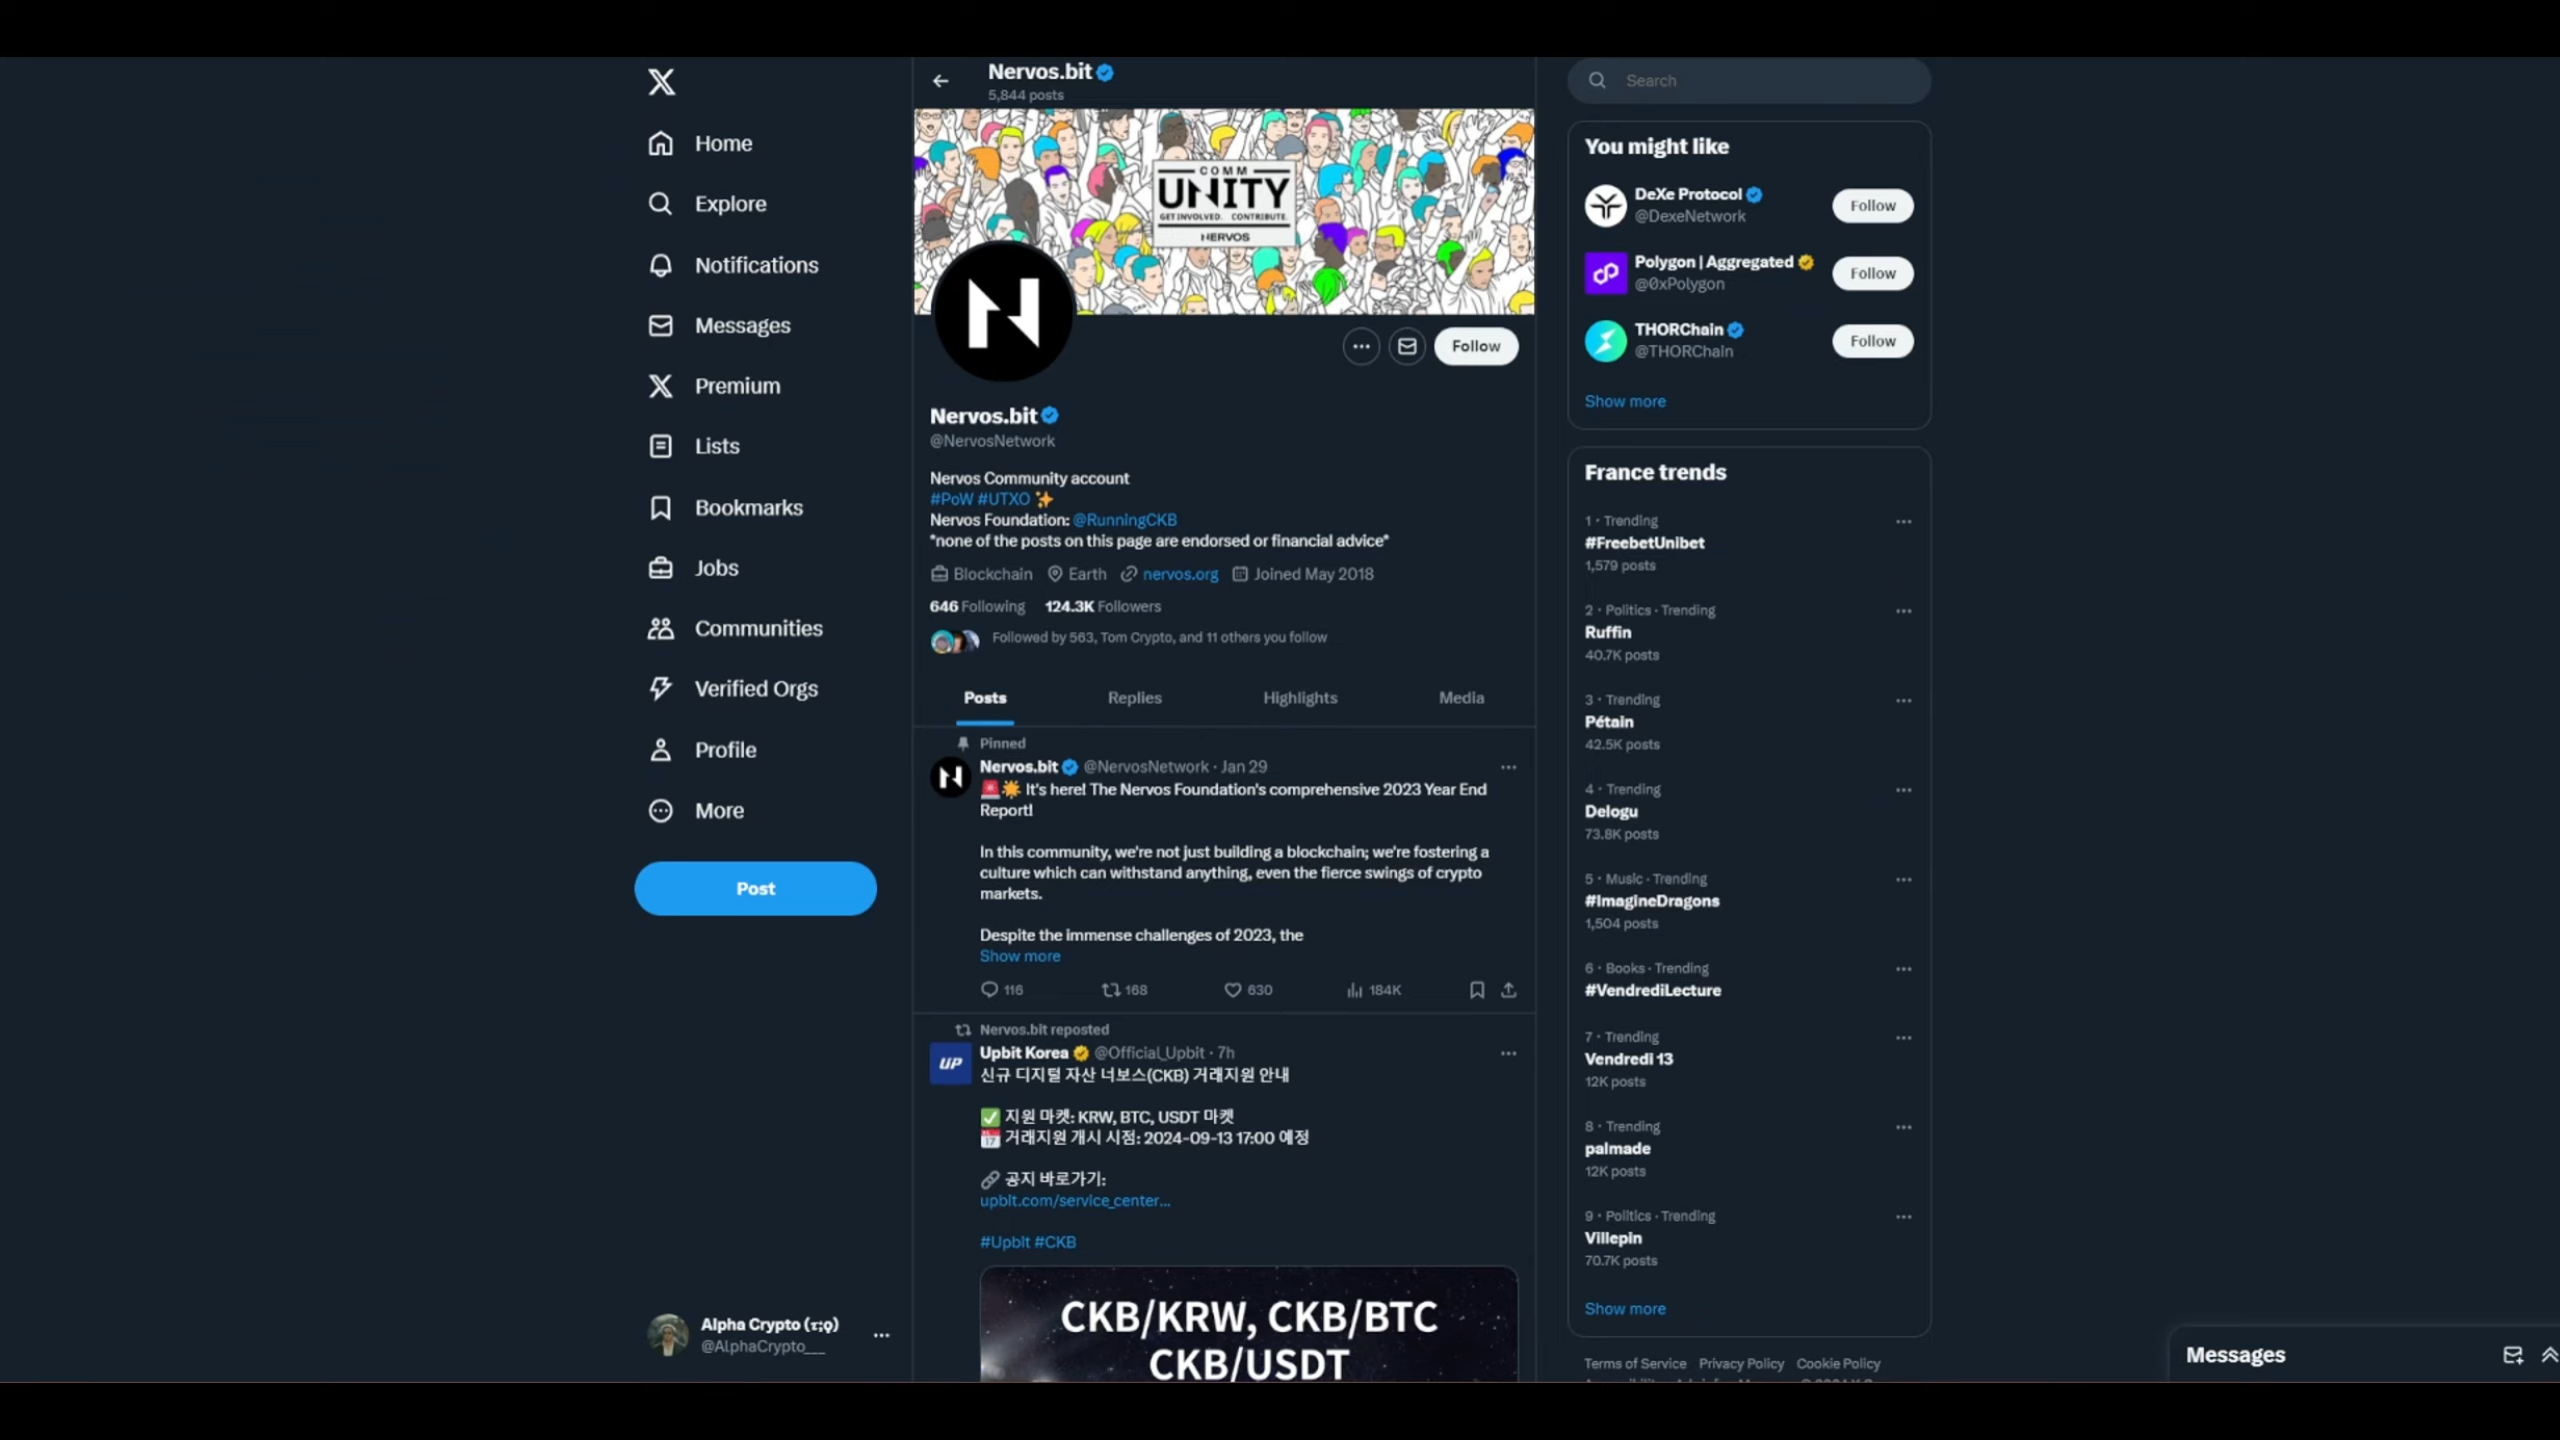 Home
Explore
Notifications
Messages
Premium
Lists
Bookmarks
Jobs
Communities
Verified Orgs
Profile
More
Post
Alpha Crypto (τ;ϙ)
@AlphaCrypto___
Nervos.bit
5,844 posts
COMM
UNITY
GET INVOLVED. CONTRIBUTE.
NERVOS
Follow
Nervos.bit
@NervosNetwork
Nervos Community account
#PoW #UTXO ✨
Nervos Foundation: @RunningCKB
*none of the posts on this page are endorsed or financial advice*
Blockchain Earth nervos.org Joined May 2018
646 Following 124.3K Followers
Followed by 563, Tom Crypto, and 11 others you follow
Posts Replies Highlights Media
Pinned
Nervos.bit @NervosNetwork · Jan 29
🚨🌟 It's here! The Nervos Foundation's comprehensive 2023 Year End
Report!
In this community, we're not just building a blockchain; we're fostering a
culture which can withstand anything, even the fierce swings of crypto
markets.
Despite the immense challenges of 2023, the
Show more
116 168 630 184K
Nervos.bit reposted
UP
Upbit Korea @Official_Upbit · 7h
신규 디지털 자산 너보스(CKB) 거래지원 안내
✅ 지원 마켓: KRW, BTC, USDT 마켓
📅 거래지원 개시 시점: 2024-09-13 17:00 예정
🔗 공지 바로가기:
upbit.com/service_center...
#Upbit #CKB
CKB/KRW, CKB/BTC
CKB/USDT
Search
You might like
DeXe Protocol
@DexeNetwork
Follow
Polygon | Aggregated
@0xPolygon
Follow
THORChain
@THORChain
Follow
Show more
France trends
1 · Trending
#FreebetUnibet
1,579 posts
2 · Politics · Trending
Ruffin
40.7K posts
3 · Trending
Pétain
42.5K posts
4 · Trending
Delogu
73.8K posts
5 · Music · Trending
#ImagineDragons
1,504 posts
6 · Books · Trending
#VendrediLecture
7 · Trending
Vendredi 13
12K posts
8 · Trending
palmade
12K posts
9 · Politics · Trending
Villepin
70.7K posts
Show more
Terms of Service Privacy Policy Cookie Policy
Messages